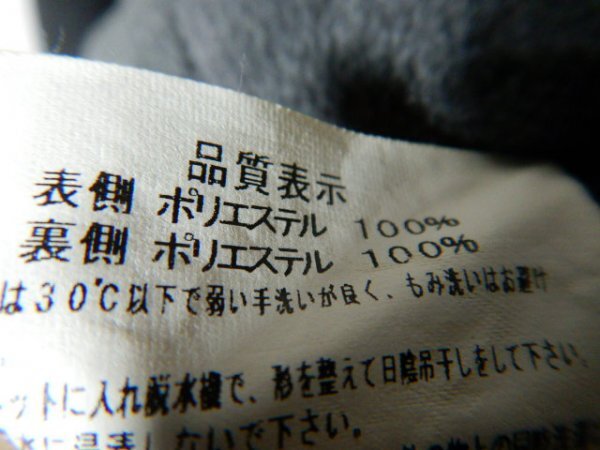 品質表示
表側 ポリエステル 100%
裏側 ポリエステル 100%
は30℃以下で弱い手洗いが良く、もみ洗いはお避け
ットに入れ脱水機で、形を整えて日陰吊干しをして下さい。
しないで下さい。